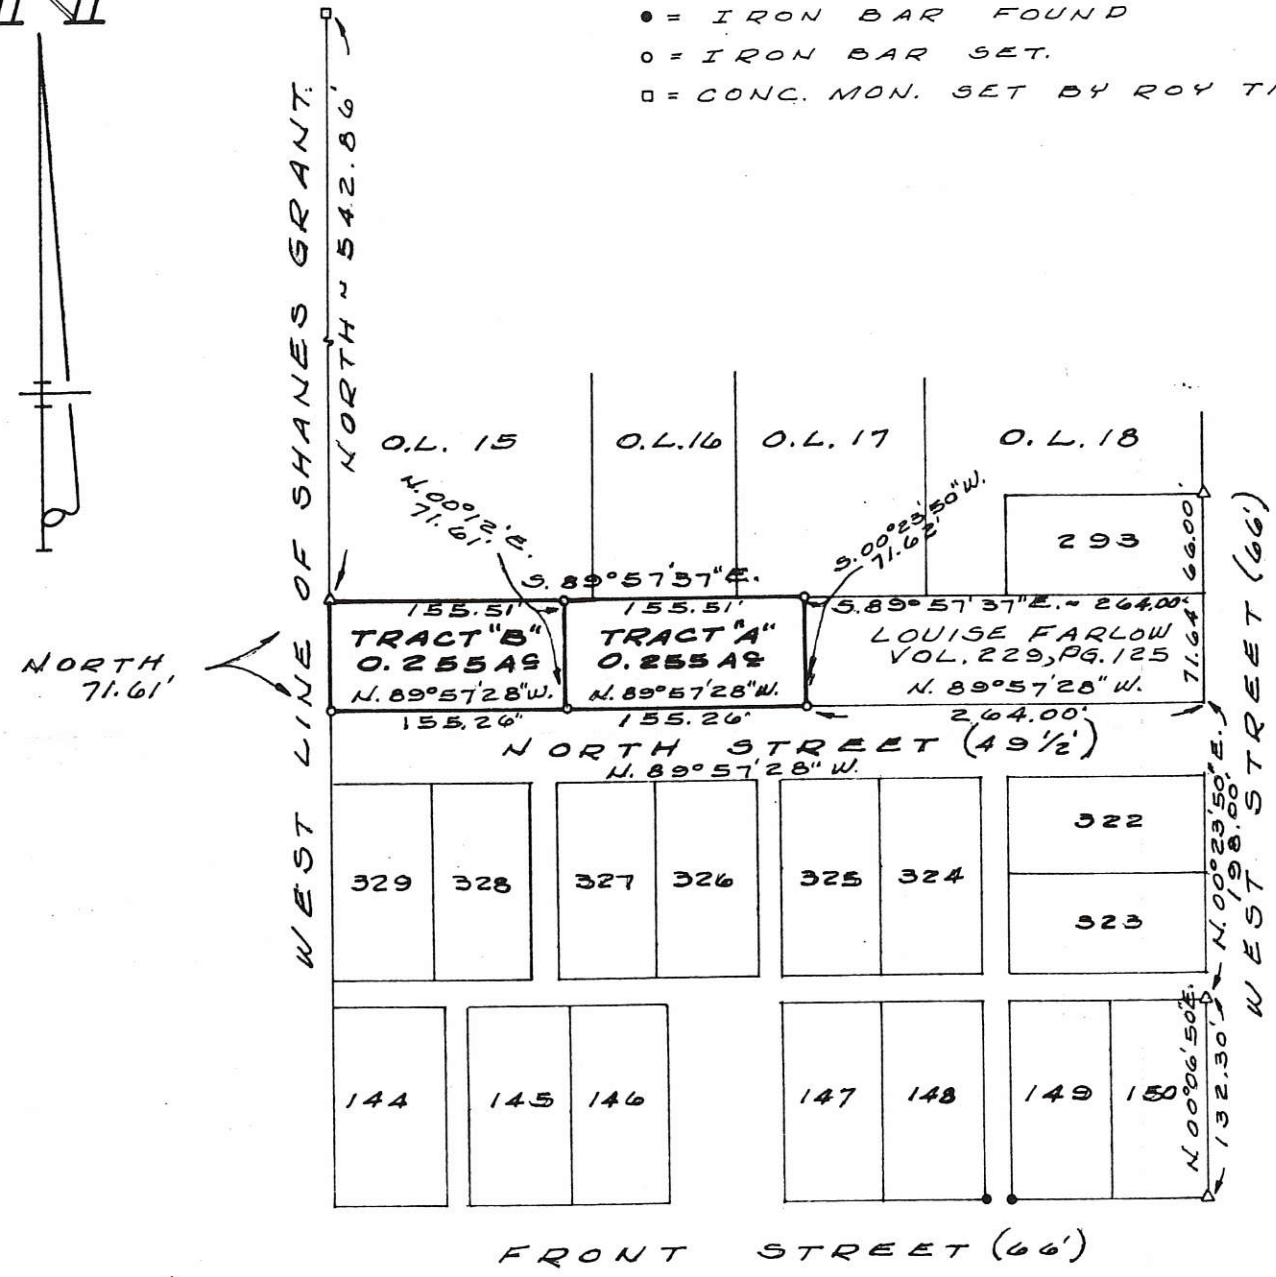 N
● = IRON BAR FOUND
○ = IRON BAR SET.
□ = CONC. MON. SET BY ROY
WEST LINE OF SHANES GRANT.
NORTH ~ 542.86'
O.L. 15
O.L. 16
O.L. 17
O.L. 18
N. 00°12' E.
71.61'
S. 00°23'50" W.
71.62'
293
66.00'
S. 89°57'37" E.
155.51'
155.51'
S. 89°57'37" E. ~ 264.00'
TRACT "B"
0.255 AC
N. 89°57'28" W.
155.26'
TRACT "A"
0.255 AC
N. 89°57'28" W.
155.26'
LOUISE FARLOW
VOL. 229, PG. 125
N. 89°57'28" W.
264.00'
71.64'
NORTH
71.61'
NORTH STREET (49 1/2')
N. 89°57'28" W.
WEST STREET (66')
N. 00°23'50" E.
198.00'
329
328
327
326
325
324
322
323
144
145
146
147
148
149
150
N. 00°06'50" E.
132.30'
FRONT STREET (66')